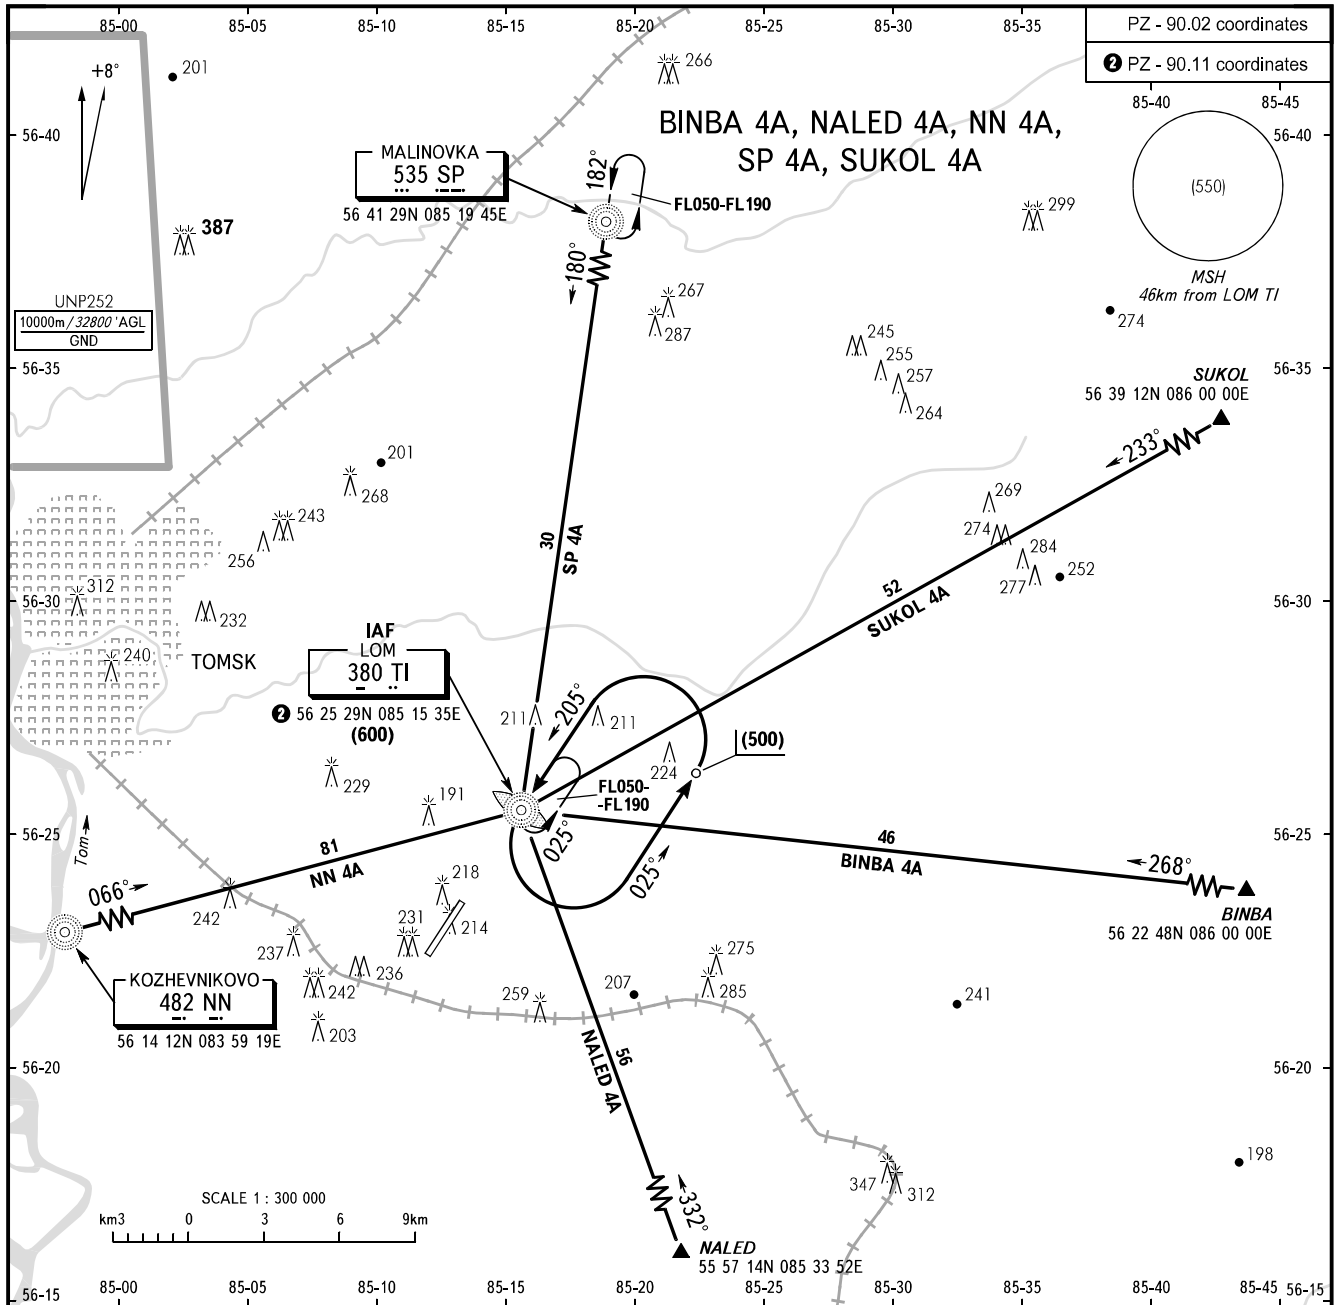 85-00 85-05 85-10 85-15 85-20 85-25 85-30 85-35
PZ - 90.02 coordinates
❷ PZ - 90.11 coordinates
85-40 85-45
+8°
201
266
56-40
BINBA 4A, NALED 4A, NN 4A,
SP 4A, SUKOL 4A
56-40
MALINOVKA
535 SP
56 41 29N 085 19 45E
182°
FL050-FL190
(550)
MSH
46km from LOM TI
299
387
180°
UNP252
10000m/32800 'AGL
GND
267
287
274
245
255
257
264
56-35
56-35
SUKOL
56 39 12N 086 00 00E
233°
201
268
243
256
269
274
284
277
252
30
SP 4A
52
SUKOL 4A
312
232
56-30
56-30
240
TOMSK
IAF
LOM
380 TI
❷ 56 25 29N 085 15 35E
(600)
211
205°
211
(500)
224
229
191
FL050-
-FL190
025°
025°
56-25
56-25
Tom
81
NN 4A
46
BINBA 4A
268°
066°
242
218
214
231
BINBA
56 22 48N 086 00 00E
237
236
242
203
KOZHEVNIKOVO
482 NN
56 14 12N 083 59 19E
259
207
275
285
241
56-20
56-20
56
NALED 4A
347
312
198
332°
SCALE 1 : 300 000
km3 0 3 6 9km
NALED
55 57 14N 085 33 52E
56-15
85-00 85-05 85-10 85-15 85-20 85-25 85-30 85-35 85-40 85-45
56-15